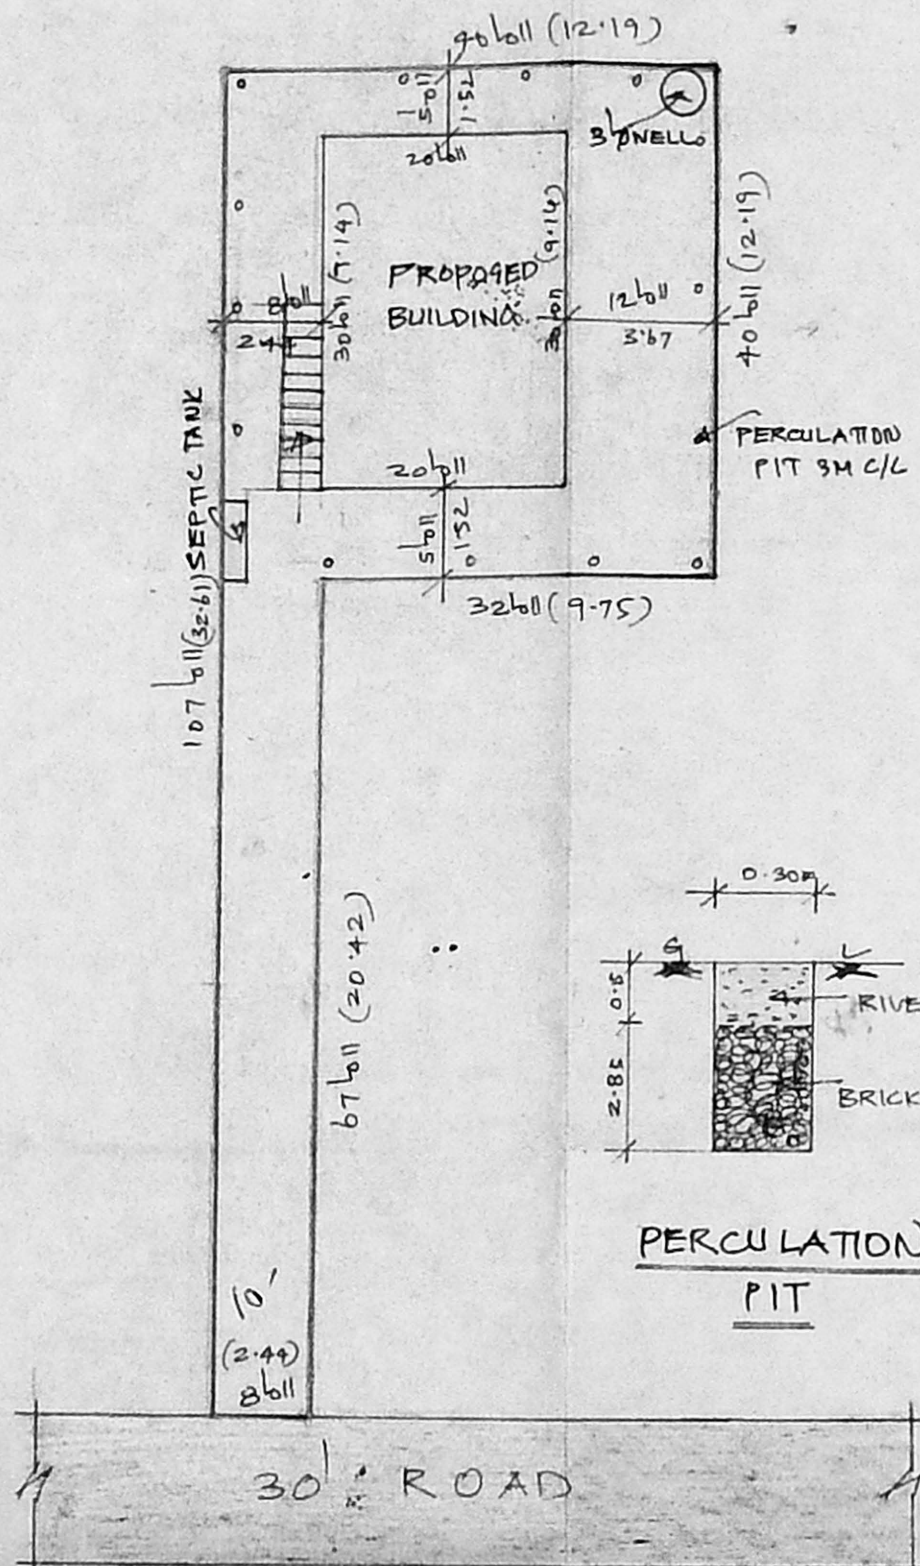 40'0" (12.19)
5'0"
1.52
3'0"WELL
20'0"
PROPOSED
BUILDING
30'0" (9.14)
30'0" (9.14)
8'0"
244
12'0"
3.67
40'0" (12.19)
PERCULATION
PIT 3M C/L
SEPTIC TANK
20'0"
5'0"
1.52
32'0" (9.75)
107'0" (32.61)
67'0" (20.42)
0.30
G
L
0.15
2.85
RIVE
BRICK
PERCULATION
PIT
10'
(2.44)
8'0"
30' ROAD